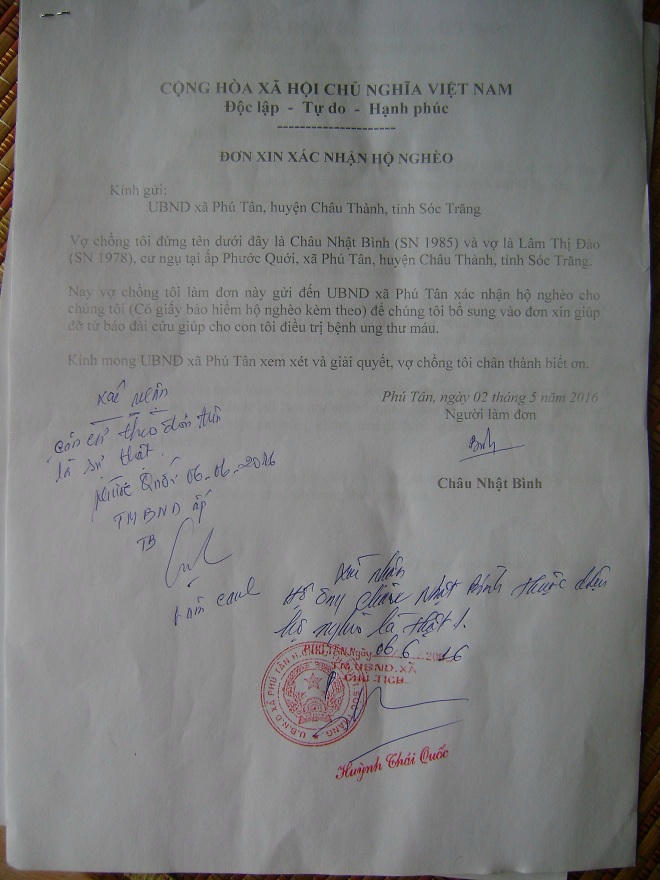 CỘNG HÒA XÃ HỘI CHỦ NGHĨA VIỆT NAM
Độc lập - Tự do - Hạnh phúc
ĐƠN XIN XÁC NHẬN HỘ NGHÈO
Kính gửi:
UBND xã Phú Tân, huyện Châu Thành, tỉnh Sóc Trăng
Vợ chồng tôi đứng tên dưới đây là Châu Nhật Bình (SN 1985) và vợ là Lâm Thị Đào
(SN 1978), cư ngụ tại ấp Phước Quới, xã Phú Tân, huyện Châu Thành, tỉnh Sóc Trăng.
Nay vợ chồng tôi làm đơn này gửi đến UBND xã Phú Tân xác nhận hộ nghèo cho
chúng tôi (Có giấy bảo hiểm hộ nghèo kèm theo) để chúng tôi bổ sung vào đơn xin giúp
đỡ từ báo đài cứu giúp cho con tôi điều trị bệnh ung thư máu.
Kính mong UBND xã Phú Tân xem xét và giải quyết, vợ chồng tôi chân thành biết ơn.
Phú Tân, ngày 02 tháng 5 năm 2016
Người làm đơn
Bình
Châu Nhật Bình
Xác nhận
Căn cứ theo đơn trên
là sự thật.
Phước Quới 06-06-2016
TM BND ấp
TB
Xác nhận
Hộ ông Châu Nhật Bình thuộc diện
hộ nghèo là thật.
PHÚ TÂN, Ngày 06 6 2016
TM.UBND.XÃ
CHỦ TỊCH
U.B.N.D XÃ PHÚ TÂN
Huỳnh Thái Quốc